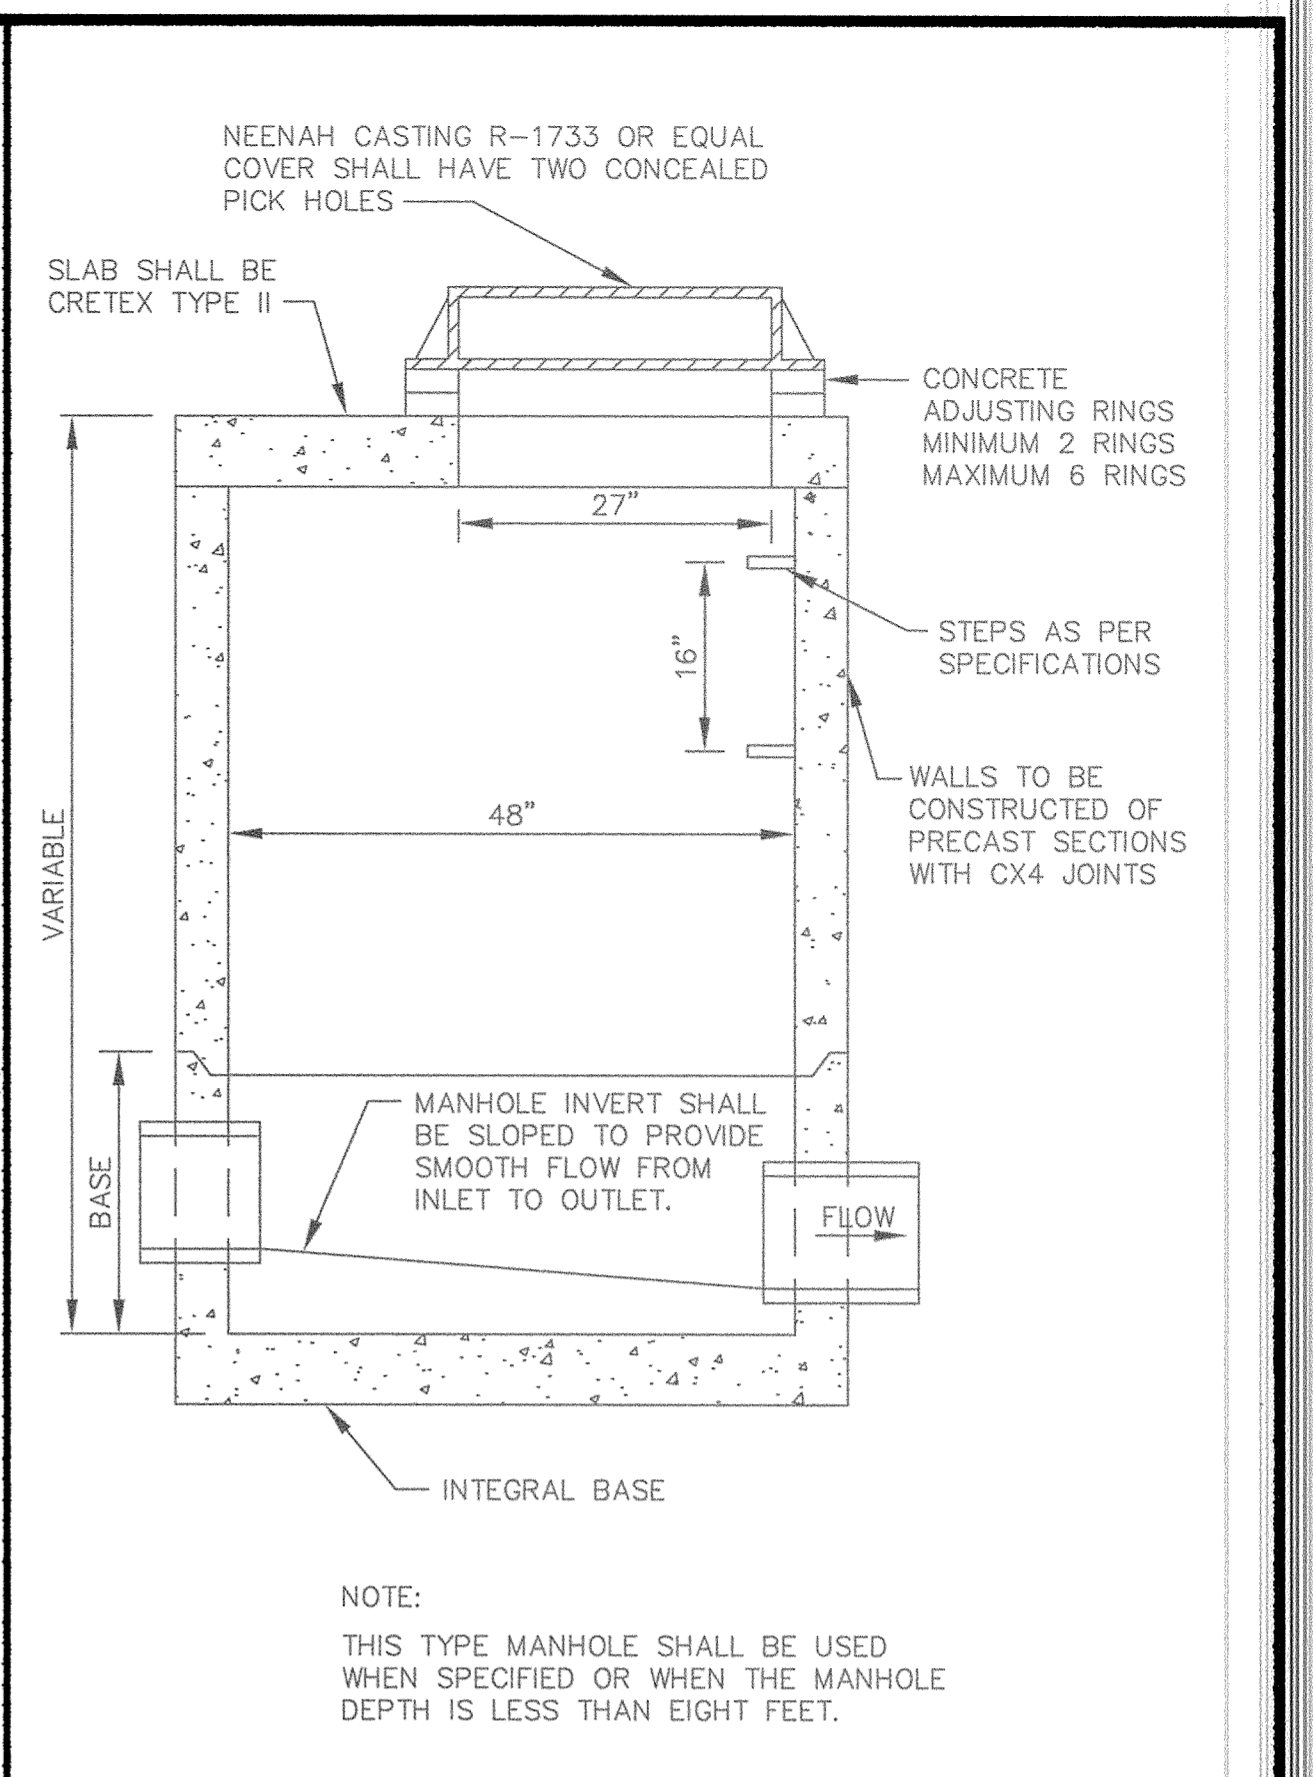 NEENAH CASTING R-1733 OR EQUAL
COVER SHALL HAVE TWO CONCEALED
PICK HOLES
SLAB SHALL BE
CRETEX TYPE II
CONCRETE
ADJUSTING RINGS
MINIMUM 2 RINGS
MAXIMUM 6 RINGS
27"
16"
STEPS AS PER
SPECIFICATIONS
48"
WALLS TO BE
CONSTRUCTED OF
PRECAST SECTIONS
WITH CX4 JOINTS
VARIABLE
BASE
MANHOLE INVERT SHALL
BE SLOPED TO PROVIDE
SMOOTH FLOW FROM
INLET TO OUTLET.
FLOW
INTEGRAL BASE
NOTE:
THIS TYPE MANHOLE SHALL BE USED
WHEN SPECIFIED OR WHEN THE MANHOLE
DEPTH IS LESS THAN EIGHT FEET.